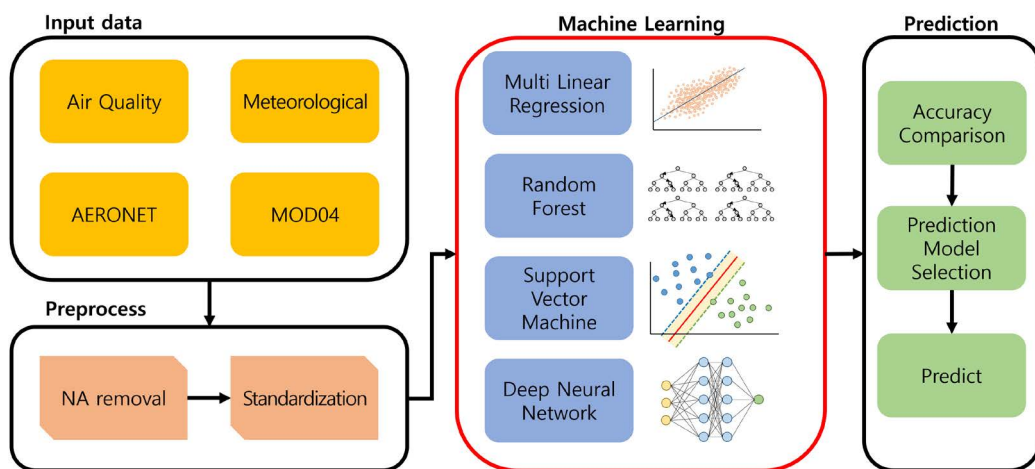 Input data
Air Quality
Meteorological
AERONET
MOD04
Preprocess
NA removal
Standardization
Machine Learning
Multi Linear
Regression
Random
Forest
Support
Vector
Machine
Deep Neural
Network
Prediction
Accuracy
Comparison
Prediction
Model
Selection
Predict